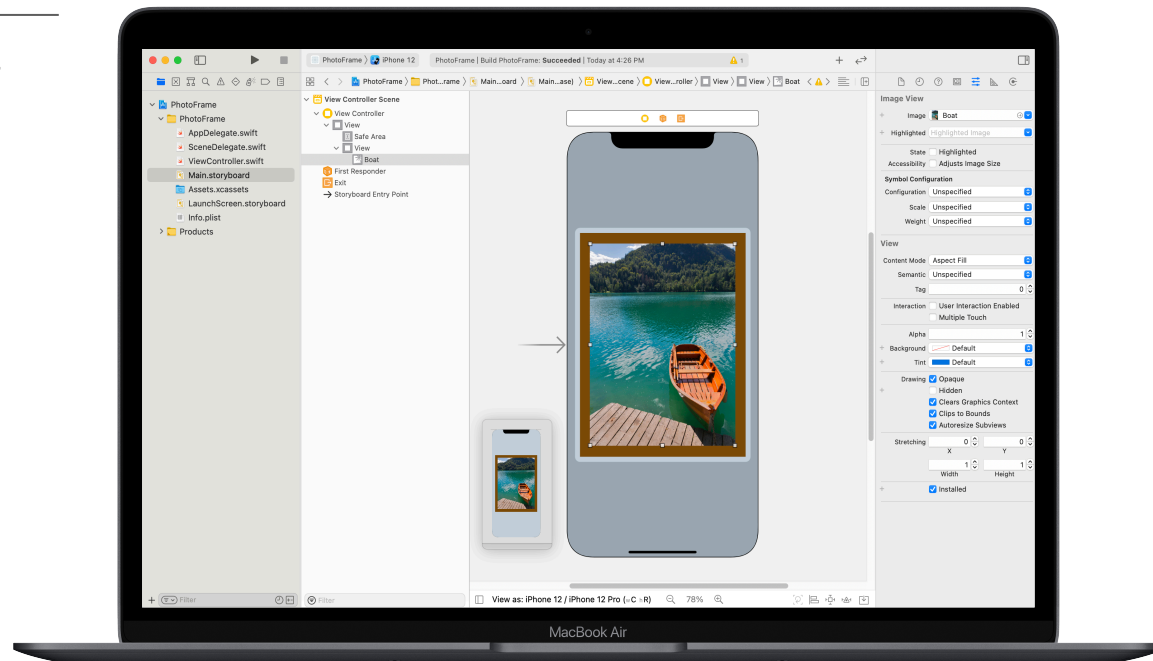 PhotoFrame
iPhone 12
PhotoFrame | Build PhotoFrame: Succeeded | Today at 4:26 PM
1
PhotoFrame
Phot...rame
Main...oard
Main...ase)
View...cene
View...roller
View
View
Boat
PhotoFrame
PhotoFrame
AppDelegate.swift
SceneDelegate.swift
ViewController.swift
Main.storyboard
Assets.xcassets
LaunchScreen.storyboard
Info.plist
Products
Filter
View Controller Scene
View Controller
View
Safe Area
View
Boat
First Responder
Exit
Storyboard Entry Point
Filter
View as: iPhone 12 / iPhone 12 Pro (wC hR)
78%
Image View
Image Boat
Highlighted Highlighted Image
State Highlighted
Accessibility Adjusts Image Size
Symbol Configuration
Configuration Unspecified
Scale Unspecified
Weight Unspecified
View
Content Mode Aspect Fill
Semantic Unspecified
Tag 0
Interaction User Interaction Enabled
Multiple Touch
Alpha 1
Background Default
Tint Default
Drawing Opaque
Hidden
Clears Graphics Context
Clips to Bounds
Autoresize Subviews
Stretching 0 0
X Y
1 1
Width Height
Installed
MacBook Air